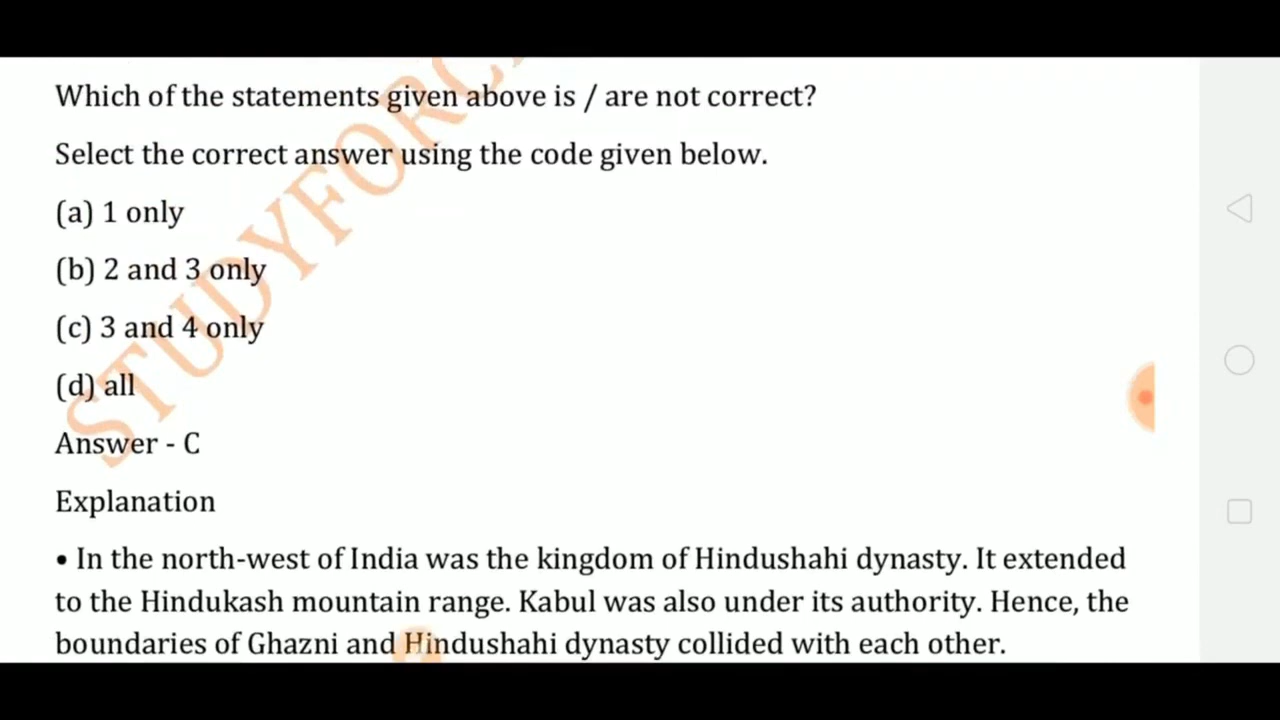 Which of the statements given above is / are not correct?
Select the correct answer using the code given below.
(a) 1 only
(b) 2 and 3 only
(c) 3 and 4 only
(d) all
Answer - C
Explanation
• In the north-west of India was the kingdom of Hindushahi dynasty. It extended
to the Hindukash mountain range. Kabul was also under its authority. Hence, the
boundaries of Ghazni and Hindushahi dynasty collided with each other.
STUDYFORC